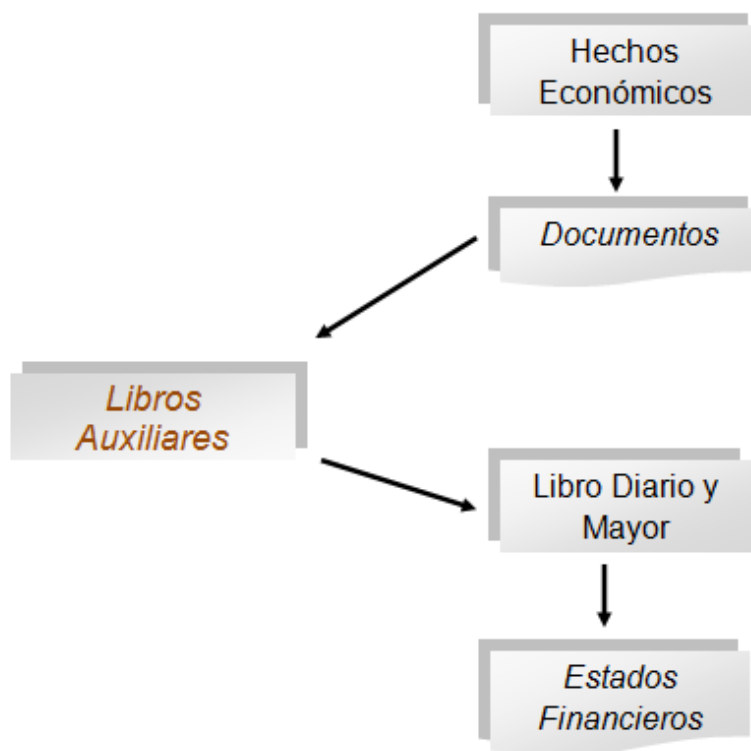 Hechos
Económicos
Documentos
Libros
Auxiliares
Libro Diario y
Mayor
Estados
Financieros